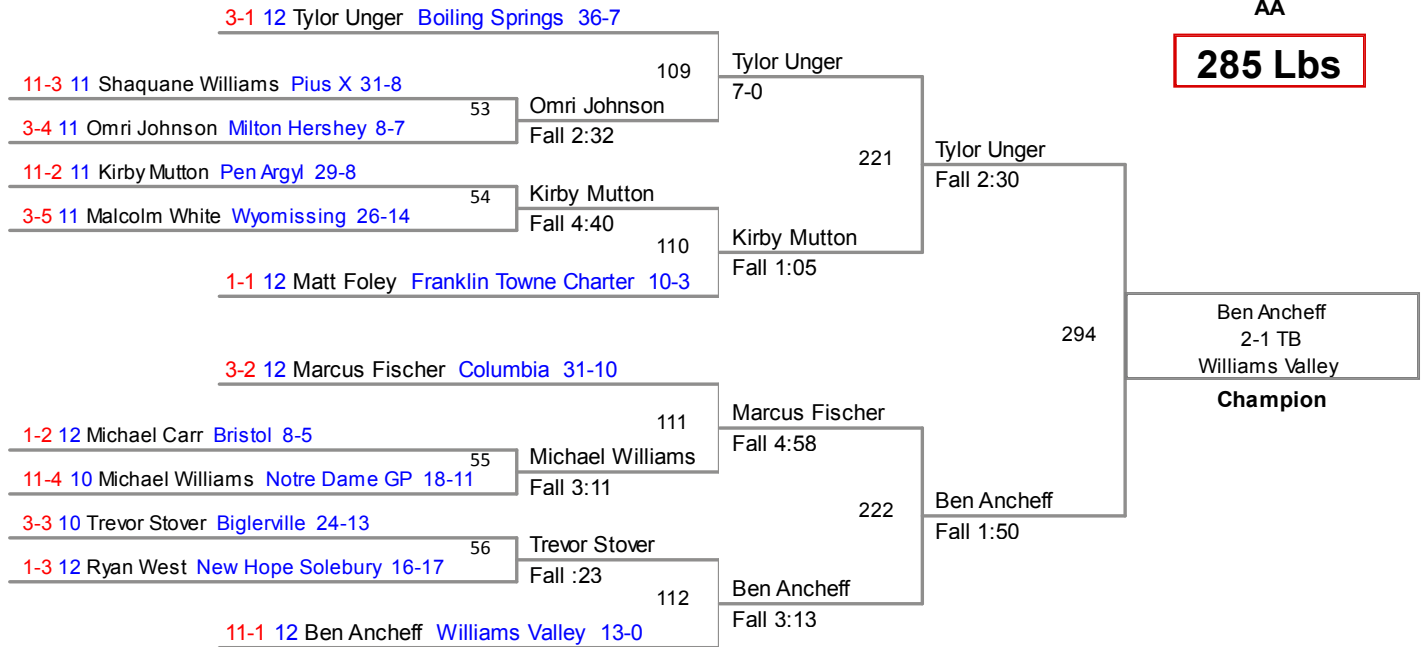 AA
285 Lbs
3-1 12 Tylor Unger Boiling Springs 36-7
109
Tylor Unger
7-0
11-3 11 Shaquane Williams Pius X 31-8
53
Omri Johnson
Fall 2:32
3-4 11 Omri Johnson Milton Hershey 8-7
221
Tylor Unger
Fall 2:30
11-2 11 Kirby Mutton Pen Argyl 29-8
54
Kirby Mutton
Fall 4:40
3-5 11 Malcolm White Wyomissing 26-14
110
Kirby Mutton
Fall 1:05
1-1 12 Matt Foley Franklin Towne Charter 10-3
294
Ben Ancheff
2-1 TB
Williams Valley
Champion
3-2 12 Marcus Fischer Columbia 31-10
111
Marcus Fischer
Fall 4:58
1-2 12 Michael Carr Bristol 8-5
55
Michael Williams
Fall 3:11
11-4 10 Michael Williams Notre Dame GP 18-11
222
Ben Ancheff
Fall 1:50
3-3 10 Trevor Stover Biglerville 24-13
56
Trevor Stover
Fall :23
1-3 12 Ryan West New Hope Solebury 16-17
112
Ben Ancheff
Fall 3:13
11-1 12 Ben Ancheff Williams Valley 13-0